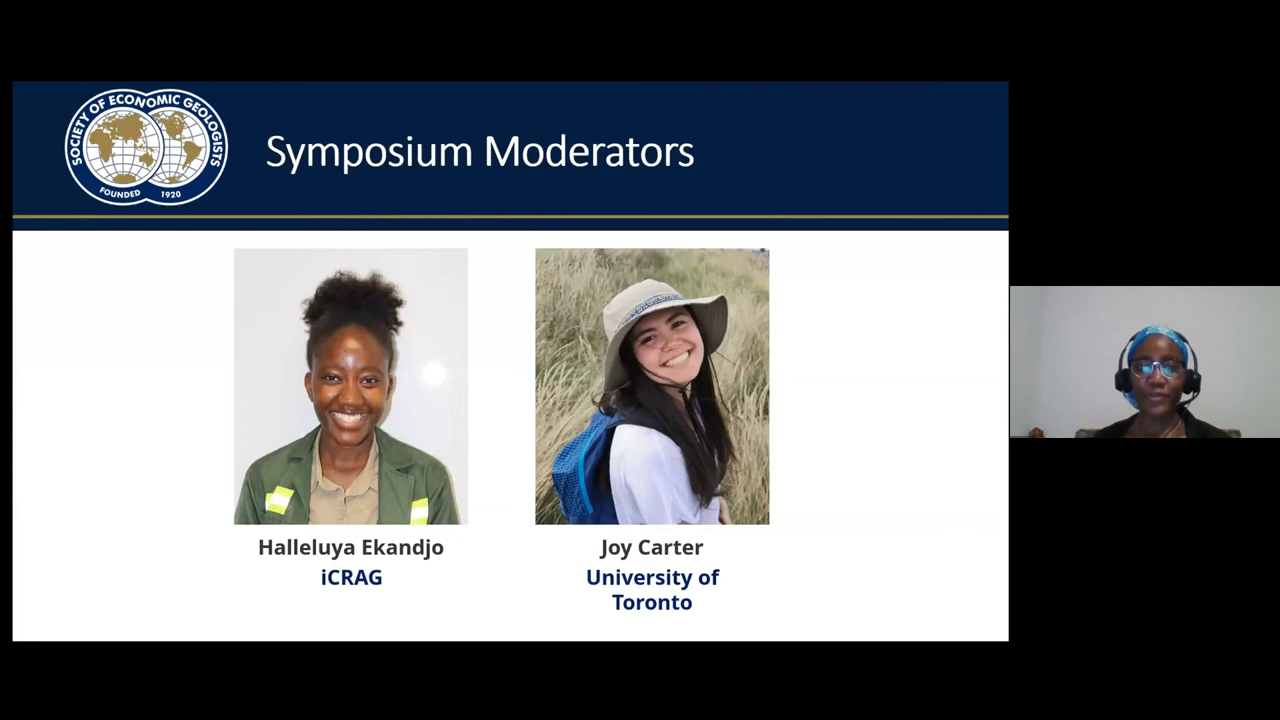 SOCIETY OF ECONOMIC GEOLOGISTS
FOUNDED 1920
Symposium Moderators
Halleluya Ekandjo
iCRAG
Joy Carter
University of
Toronto